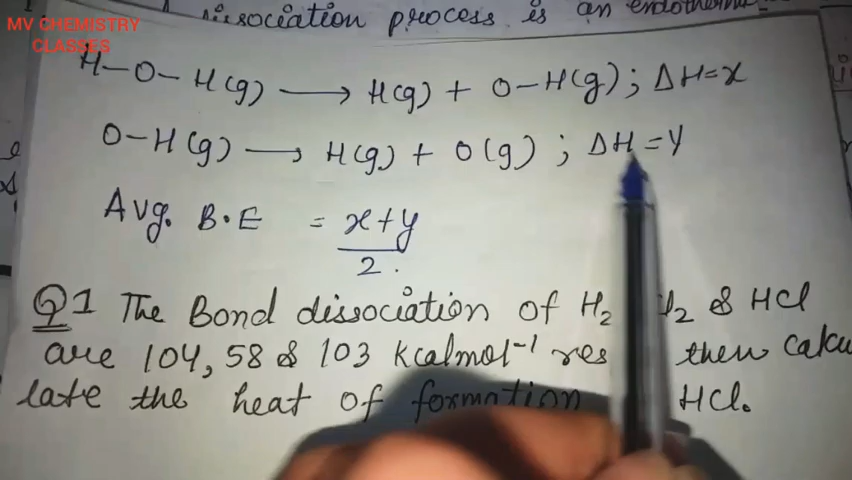 dissociation process is an
MV CHEMISTRY
CLASSES
H-O-H(g) ⟶ H(g) + O-H(g); ΔH=x
O-H(g) ⟶ H(g) + O(g) ; ΔH=y
Avg. B.E = x+y
2.
Q1 The Bond dissociation of H₂ & HCl
are 104, 58 & 103 Kcalmol⁻¹ res then calcu
late the heat of formation HCl.